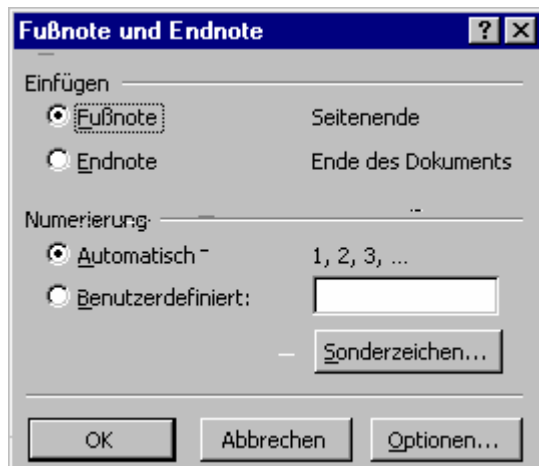 Fußnote und Endnote ? X
Einfügen
Fußnote Seitenende
Endnote Ende des Dokuments
Numerierung
Automatisch 1, 2, 3, ...
Benutzerdefiniert:
Sonderzeichen...
OK Abbrechen Optionen...